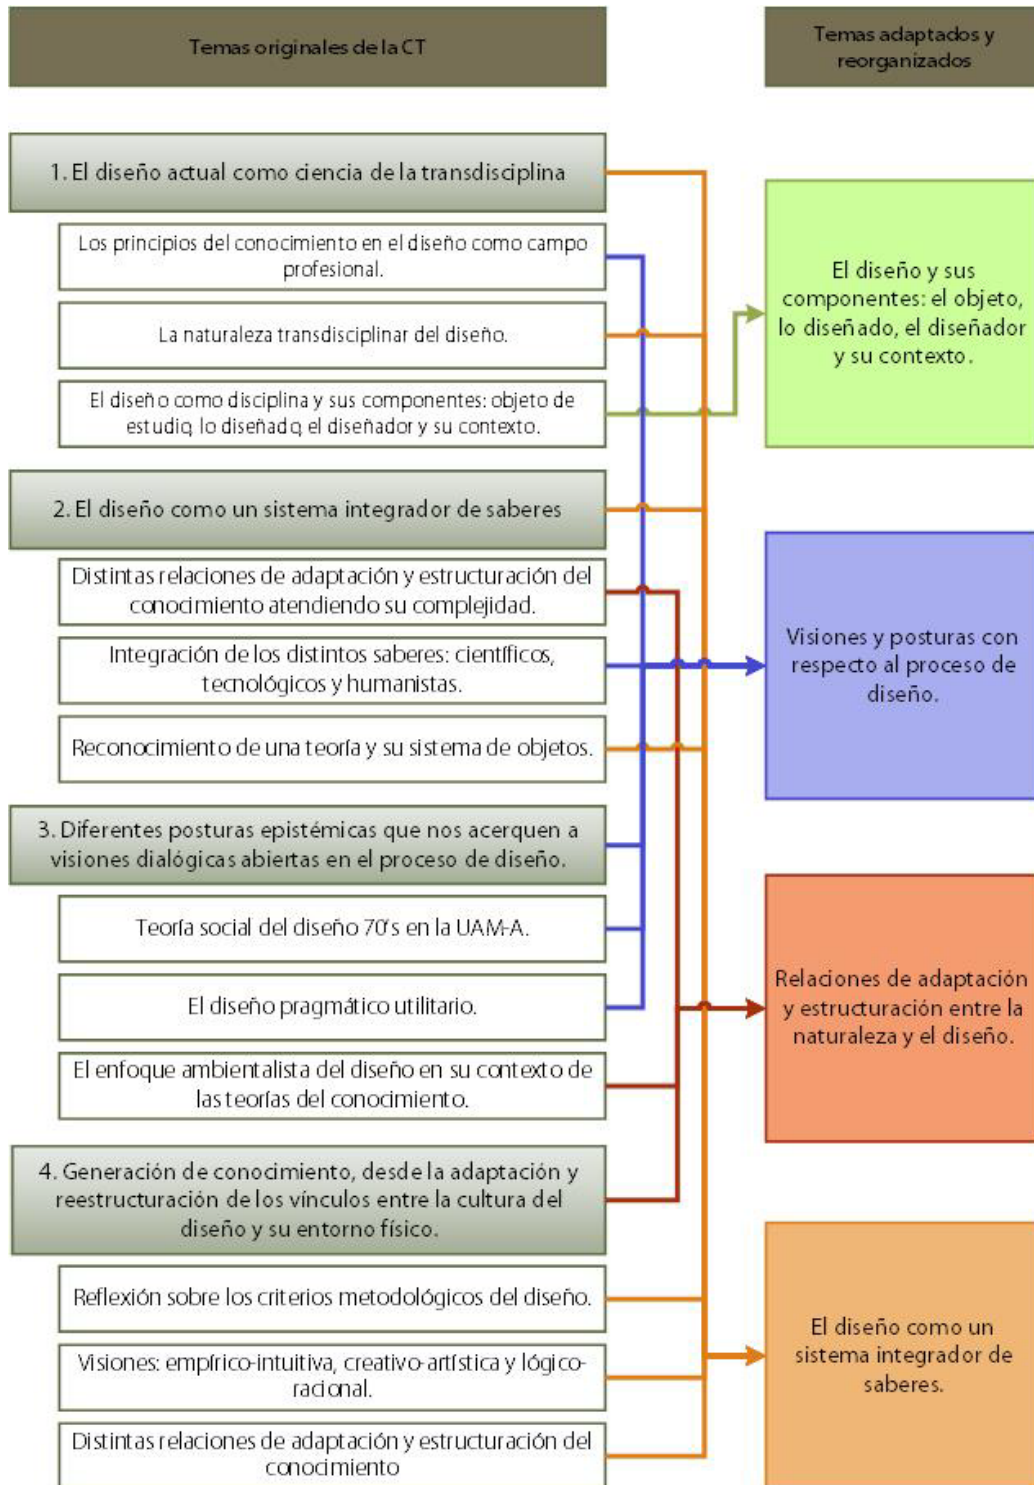 Temas originales de la CT
Temas adaptados y
reorganizados
1. El diseño actual como ciencia de la transdisciplina
Los principios del conocimiento en el diseño como campo
profesional.
La naturaleza transdisciplinar del diseño.
El diseño como disciplina y sus componentes: objeto de
estudio, lo diseñado, el diseñador y su contexto.
El diseño y sus
componentes: el objeto,
lo diseñado, el diseñador
y su contexto.
2. El diseño como un sistema integrador de saberes
Distintas relaciones de adaptación y estructuración del
conocimiento atendiendo su complejidad.
Integración de los distintos saberes: científicos,
tecnológicos y humanistas.
Reconocimiento de una teoría y su sistema de objetos.
Visiones y posturas con
respecto al proceso de
diseño.
3. Diferentes posturas epistémicas que nos acerquen a
visiones dialógicas abiertas en el proceso de diseño.
Teoría social del diseño 70's en la UAM-A.
El diseño pragmático utilitario.
El enfoque ambientalista del diseño en su contexto de
las teorías del conocimiento.
Relaciones de adaptación
y estructuración entre la
naturaleza y el diseño.
4. Generación de conocimiento, desde la adaptación y
reestructuración de los vínculos entre la cultura del
diseño y su entorno físico.
Reflexión sobre los criterios metodológicos del diseño.
Visiones: empírico-intuitiva, creativo-artística y lógico-
racional.
Distintas relaciones de adaptación y estructuración del
conocimiento
El diseño como un
sistema integrador de
saberes.